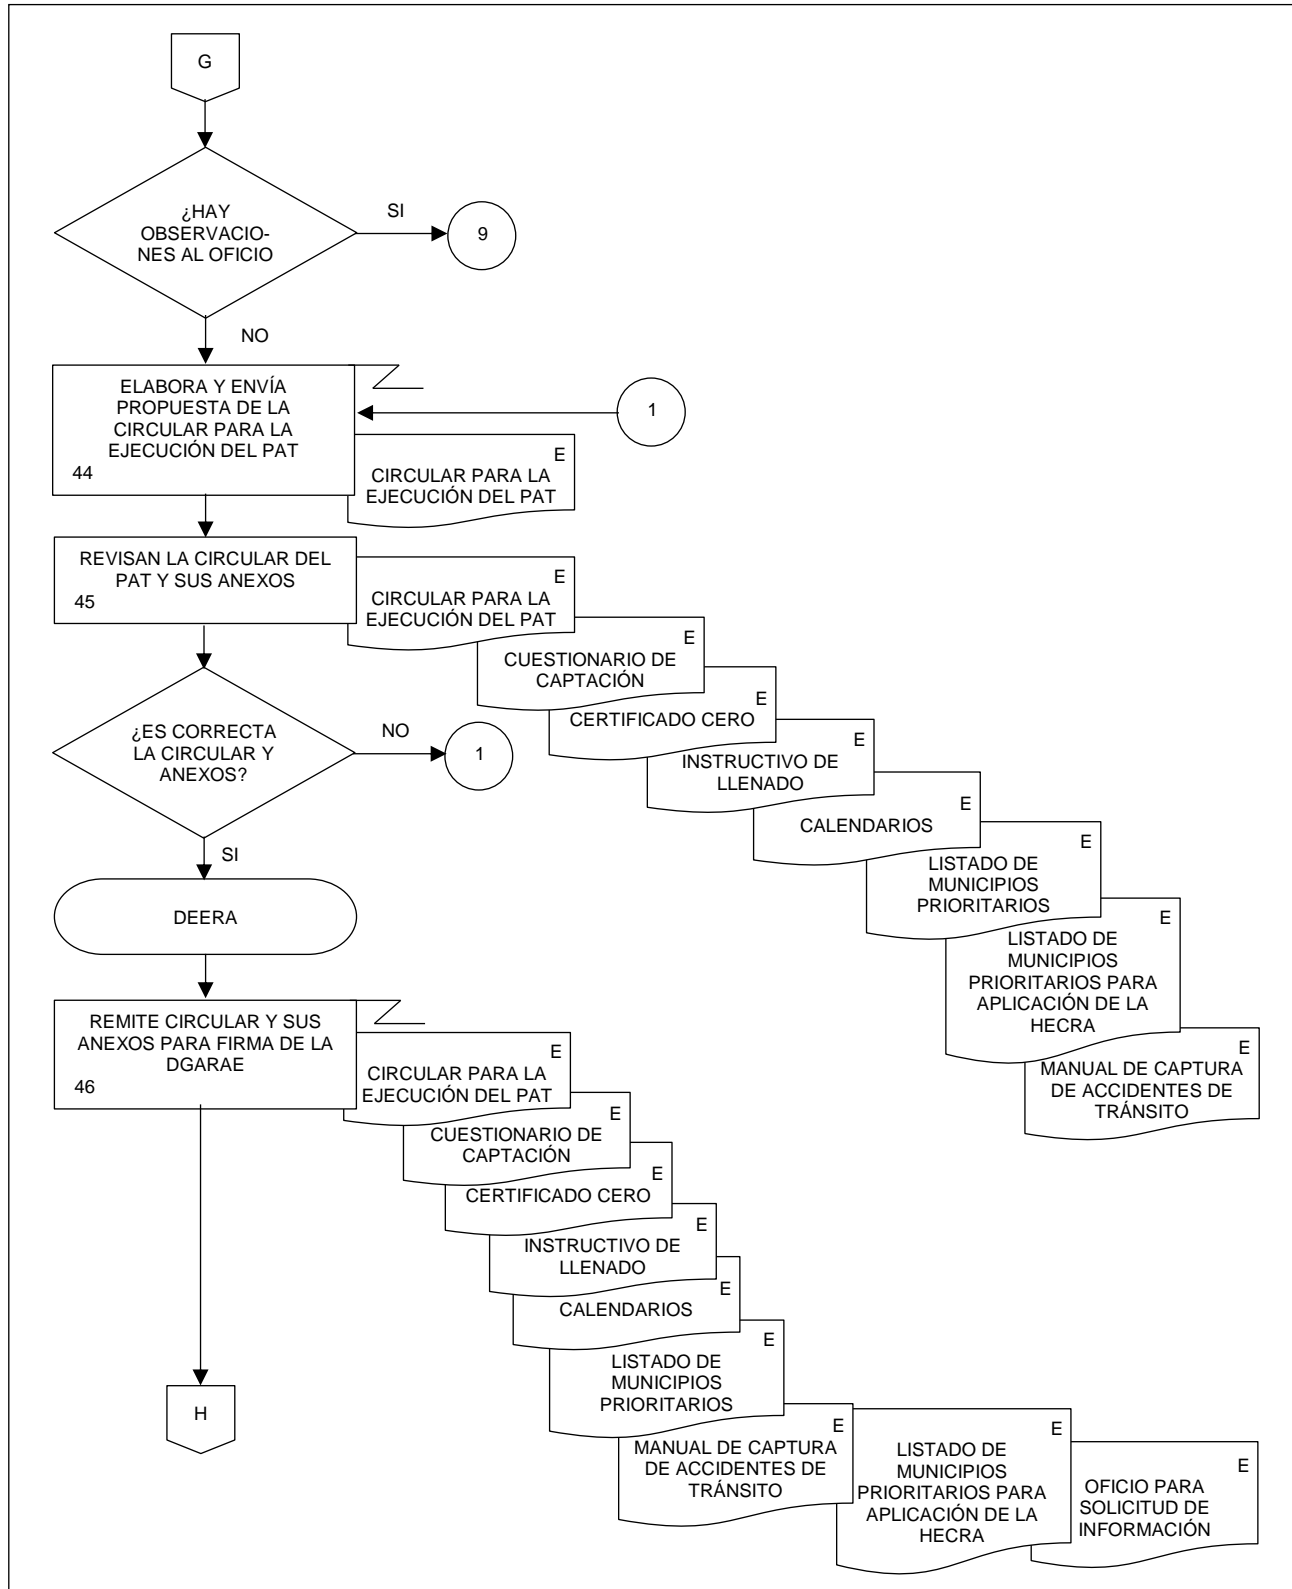 G
¿HAY
OBSERVACIO-
NES AL OFICIO
SI
9
NO
ELABORA Y ENVÍA
PROPUESTA DE LA
CIRCULAR PARA LA
EJECUCIÓN DEL PAT
44
1
E
CIRCULAR PARA LA
EJECUCIÓN DEL PAT
REVISAN LA CIRCULAR DEL
PAT Y SUS ANEXOS
45
E
CIRCULAR PARA LA
EJECUCIÓN DEL PAT
E
CUESTIONARIO DE
CAPTACIÓN
E
CERTIFICADO CERO
E
INSTRUCTIVO DE
LLENADO
E
CALENDARIOS
E
LISTADO DE
MUNICIPIOS
PRIORITARIOS
E
LISTADO DE
MUNICIPIOS
PRIORITARIOS PARA
APLICACIÓN DE LA
HECRA
E
MANUAL DE CAPTURA
DE ACCIDENTES DE
TRÁNSITO
¿ES CORRECTA
LA CIRCULAR Y
ANEXOS?
NO
1
SI
DEERA
REMITE CIRCULAR Y SUS
ANEXOS PARA FIRMA DE LA
DGARAE
46
E
CIRCULAR PARA LA
EJECUCIÓN DEL PAT
E
CUESTIONARIO DE
CAPTACIÓN
E
CERTIFICADO CERO
E
INSTRUCTIVO DE
LLENADO
E
CALENDARIOS
E
LISTADO DE
MUNICIPIOS
PRIORITARIOS
E
MANUAL DE CAPTURA
DE ACCIDENTES DE
TRÁNSITO
E
LISTADO DE
MUNICIPIOS
PRIORITARIOS PARA
APLICACIÓN DE LA
HECRA
E
OFICIO PARA
SOLICITUD DE
INFORMACIÓN
H